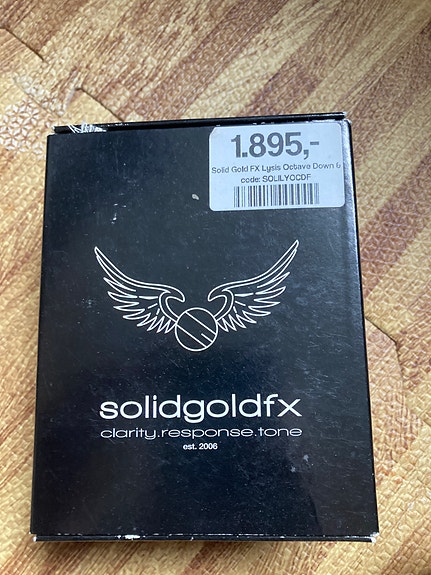 1.895,-
Solid Gold FX Lysis Octave Down &
code: SOLILYOCDF
solidgoldfx
clarity.response.tone
est. 2006